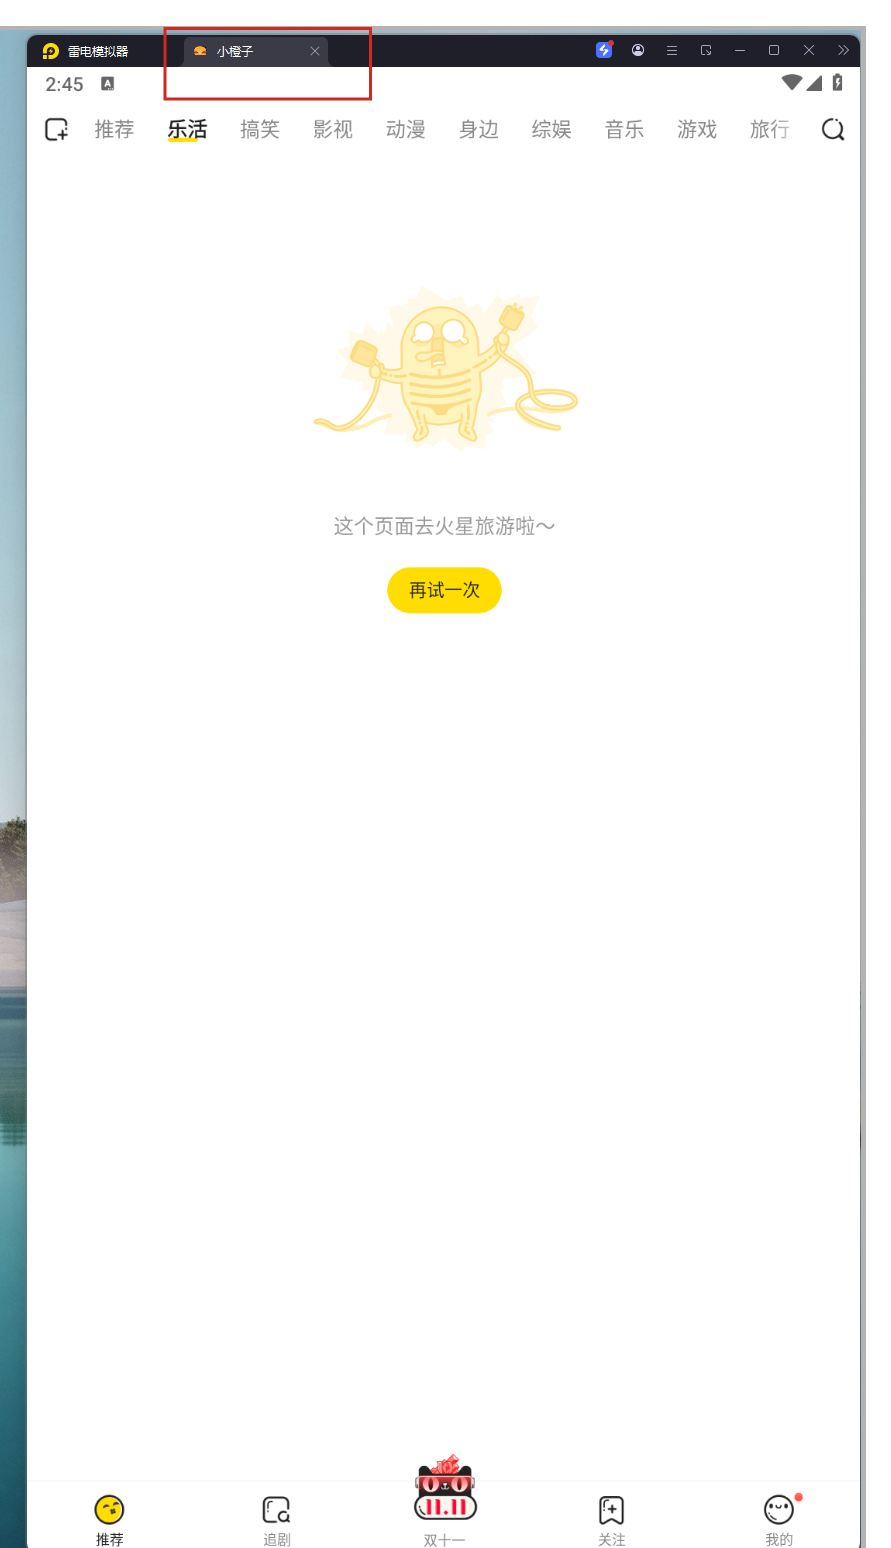 雷电模拟器 小橙子
2:45 A
推荐 乐活 搞笑 影视 动漫 身边 综娱 音乐 游戏 旅行
这个页面去火星旅游啦～
再试一次
11.11
推荐 追剧 双十一 关注 我的